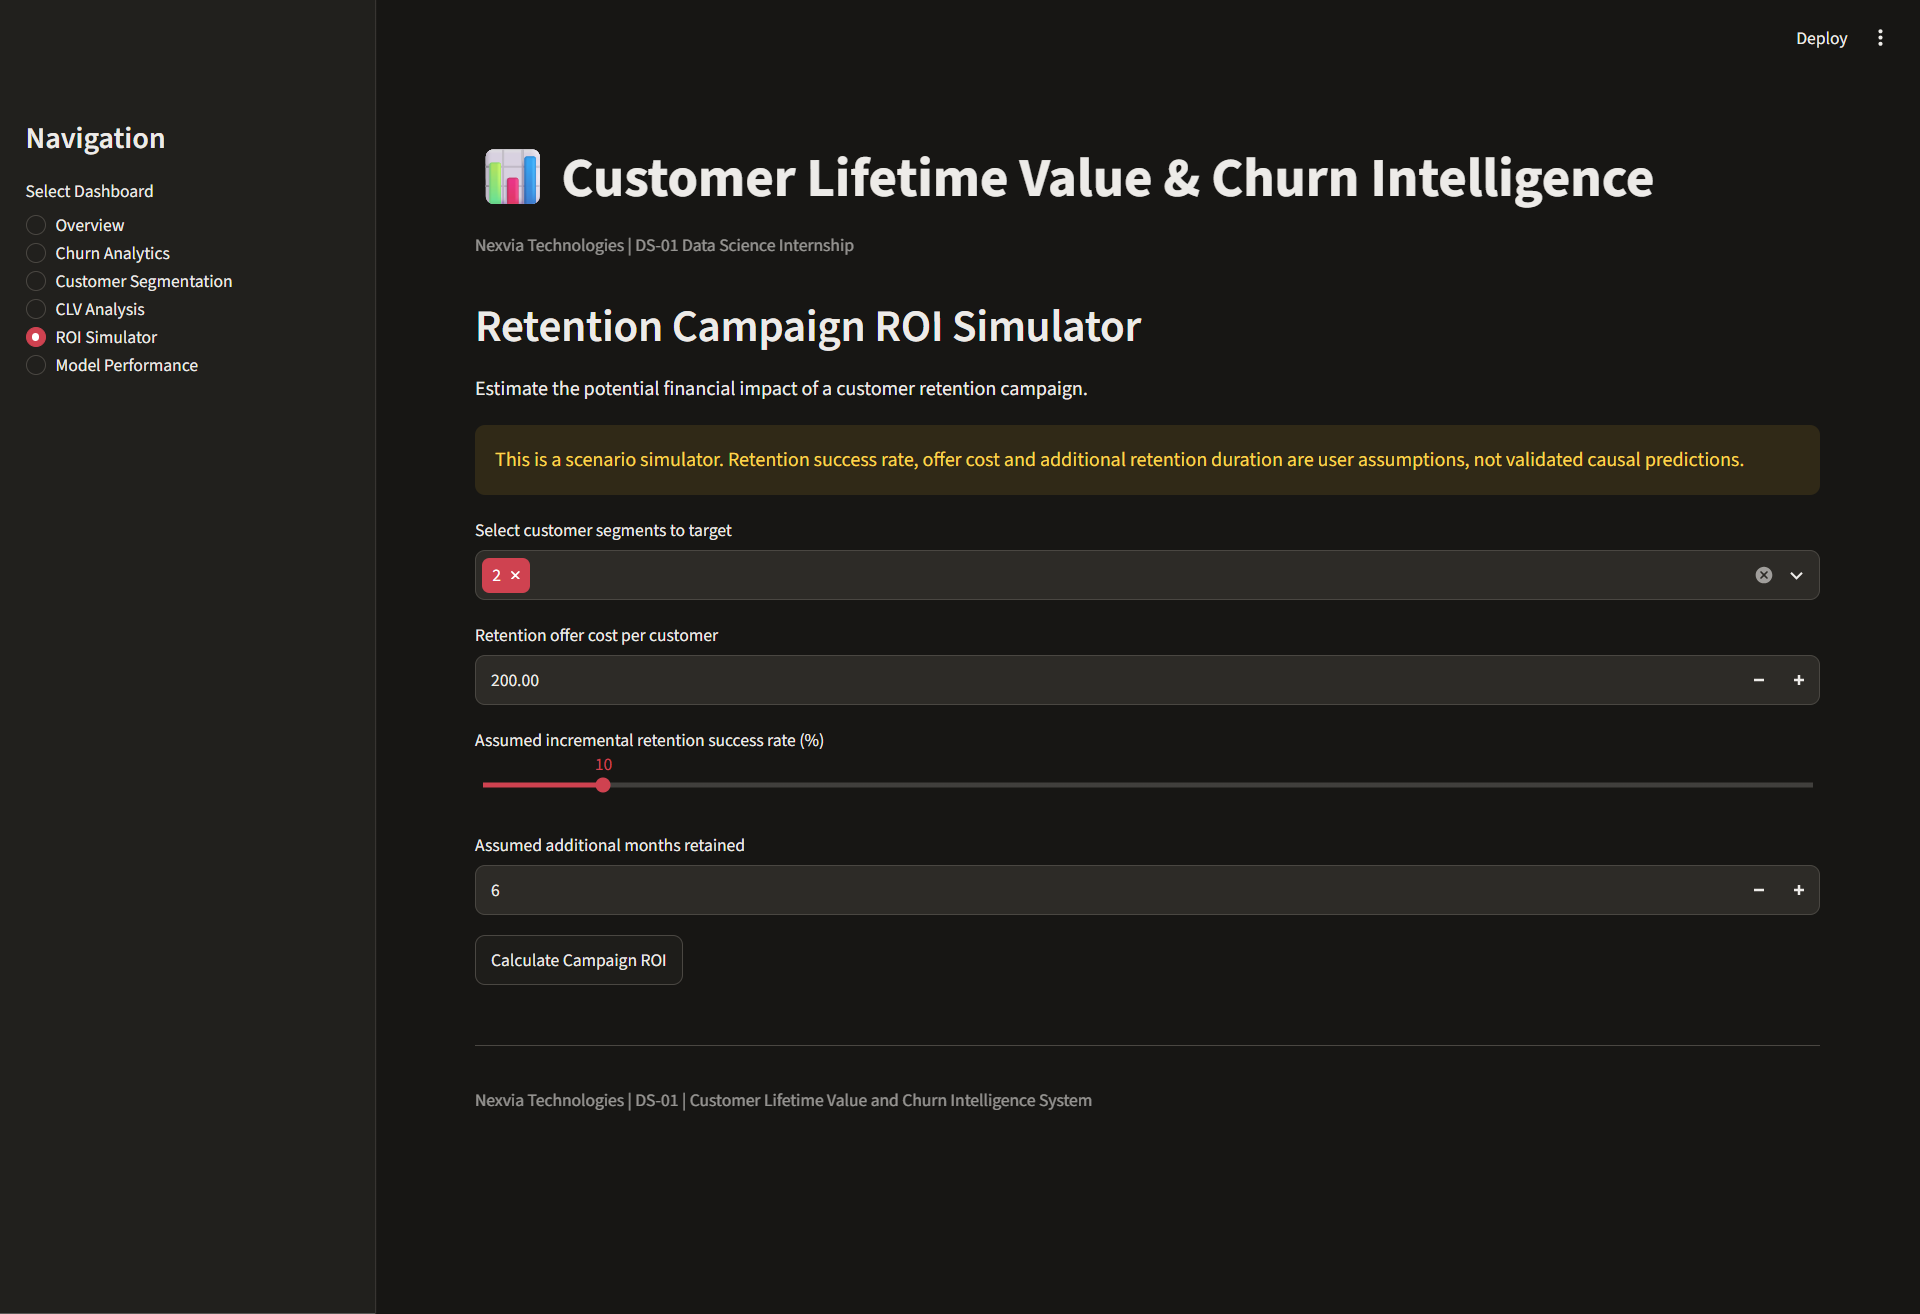 Deploy
Navigation
Select Dashboard
Overview
Churn Analytics
Customer Segmentation
CLV Analysis
ROI Simulator
Model Performance
Customer Lifetime Value & Churn Intelligence
Nexvia Technologies | DS-01 Data Science Internship
Retention Campaign ROI Simulator
Estimate the potential financial impact of a customer retention campaign.
This is a scenario simulator. Retention success rate, offer cost and additional retention duration are user assumptions, not validated causal predictions.
Select customer segments to target
2
Retention offer cost per customer
200.00
Assumed incremental retention success rate (%)
10
Assumed additional months retained
6
Calculate Campaign ROI
Nexvia Technologies | DS-01 | Customer Lifetime Value and Churn Intelligence System